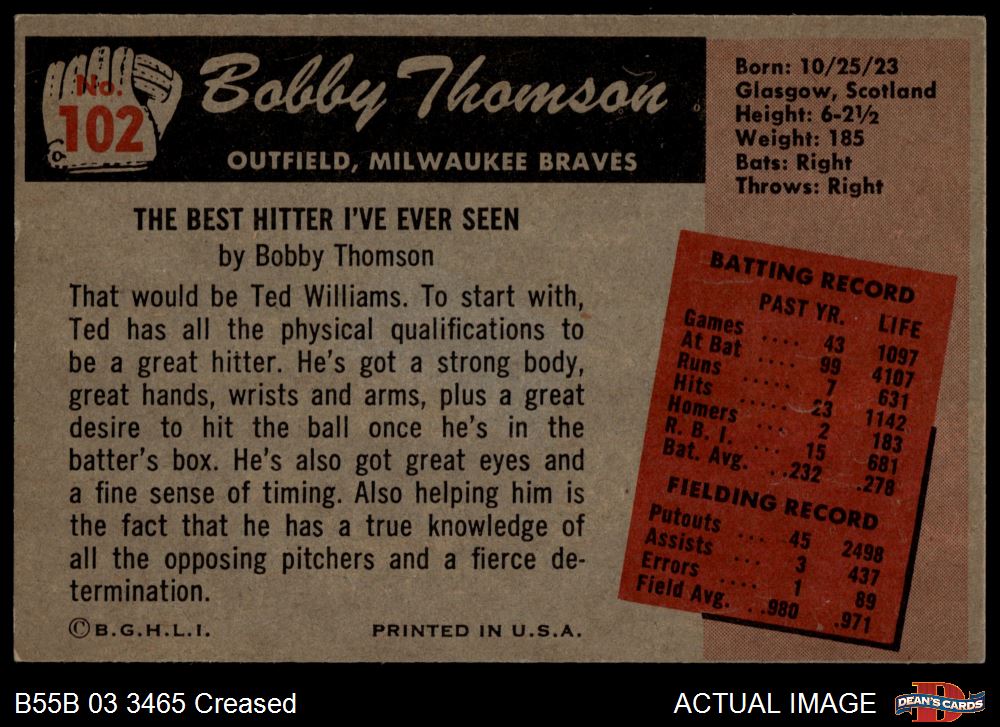 No.
102
Bobby Thomson
OUTFIELD, MILWAUKEE BRAVES
Born: 10/25/23
Glasgow, Scotland
Height: 6-2½
Weight: 185
Bats: Right
Throws: Right
THE BEST HITTER I'VE EVER SEEN
by Bobby Thomson
That would be Ted Williams. To start with,
Ted has all the physical qualifications to
be a great hitter. He's got a strong body,
great hands, wrists and arms, plus a great
desire to hit the ball once he's in the
batter's box. He's also got great eyes and
a fine sense of timing. Also helping him is
the fact that he has a true knowledge of
all the opposing pitchers and a fierce de-
termination.
©B.G.H.L.I. PRINTED IN U.S.A.
BATTING RECORD
PAST YR. LIFE
Games .... 43 1097
At Bat .... 99 4107
Runs ..... 7 631
Hits ..... 23 1142
Homers .... 2 183
R. B. I. .... 15 681
Bat. Avg. ..232 .278
FIELDING RECORD
Putouts ... 45 2498
Assists ... 3 437
Errors .... 1 89
Field Avg. ..980 .971
B55B 03 3465 Creased
ACTUAL IMAGE
D
DEAN'S CARDS